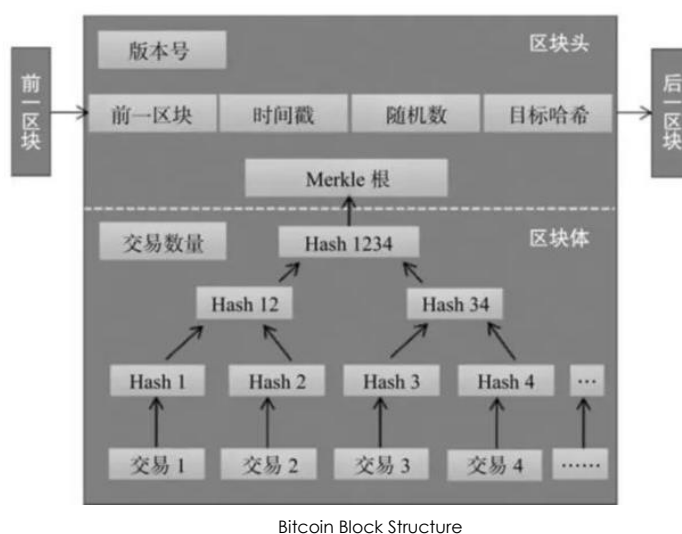 版本号
区块头
前一区块
前一区块 时间戳 随机数 目标哈希
后一区块
Merkle 根
交易数量
区块体
Hash 1234
Hash 12 Hash 34
Hash 1 Hash 2 Hash 3 Hash 4 …
交易 1 交易 2 交易 3 交易 4 ……
Bitcoin Block Structure